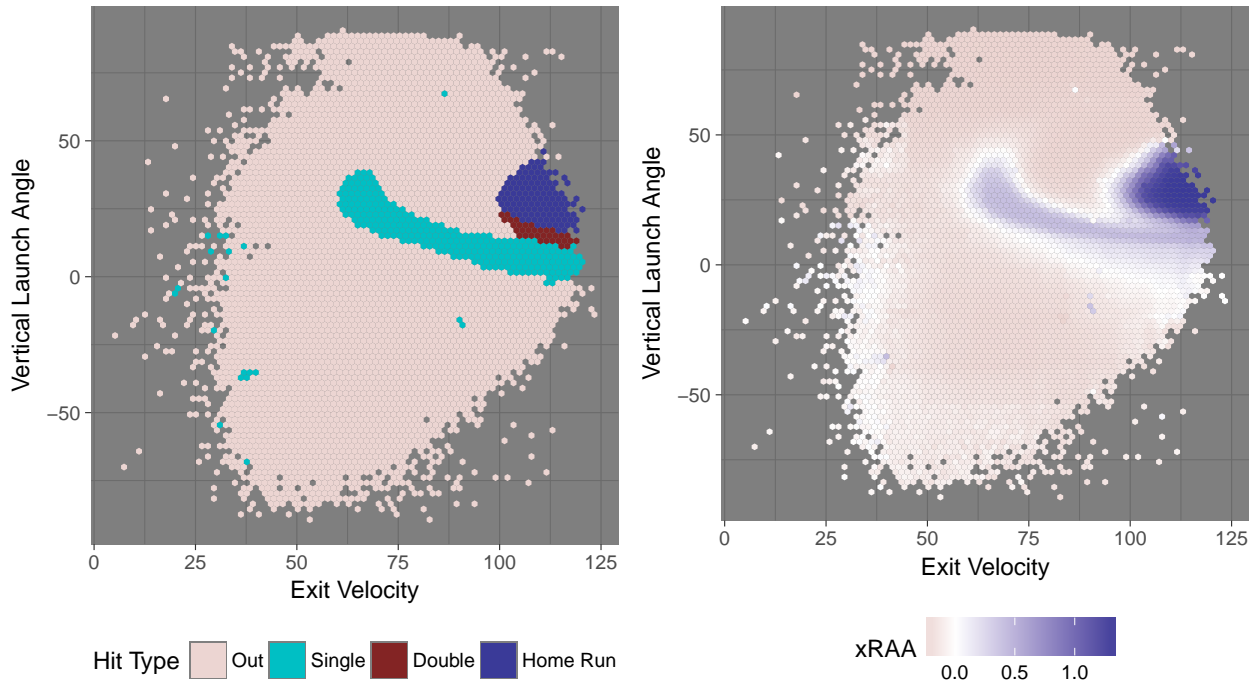 Vertical Launch Angle
50
0
−50
0
25
50
75
100
125
Exit Velocity
Hit Type
Out
Single
Double
Home Run
Vertical Launch Angle
50
0
−50
0
25
50
75
100
125
Exit Velocity
xRAA
0.0
0.5
1.0